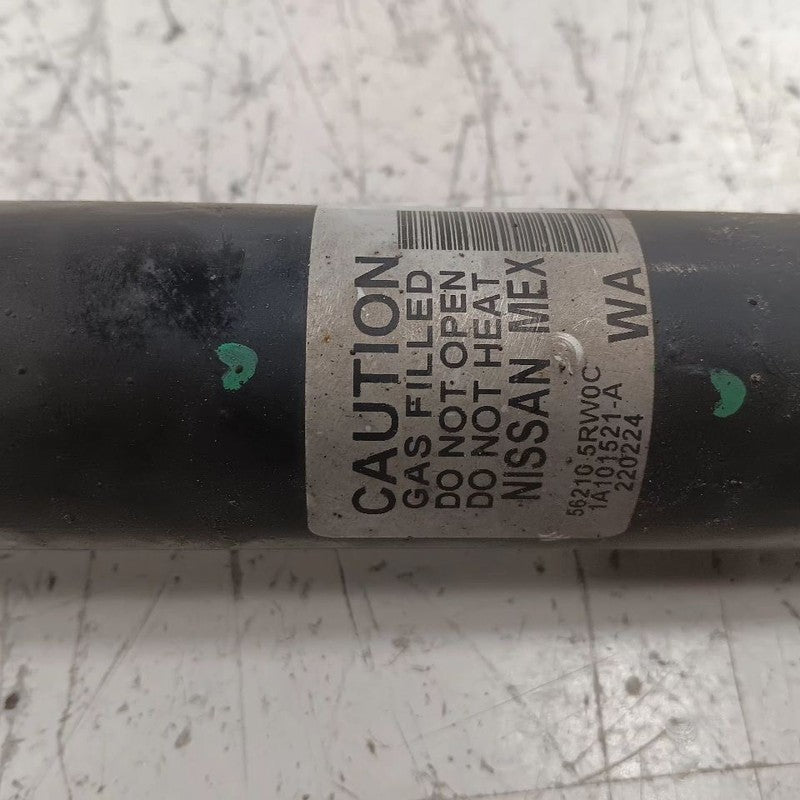 CAUTION
GAS FILLED
DO NOT OPEN
DO NOT HEAT
NISSAN MEX
56210 5RW0C
1A101521-A
220224
WA